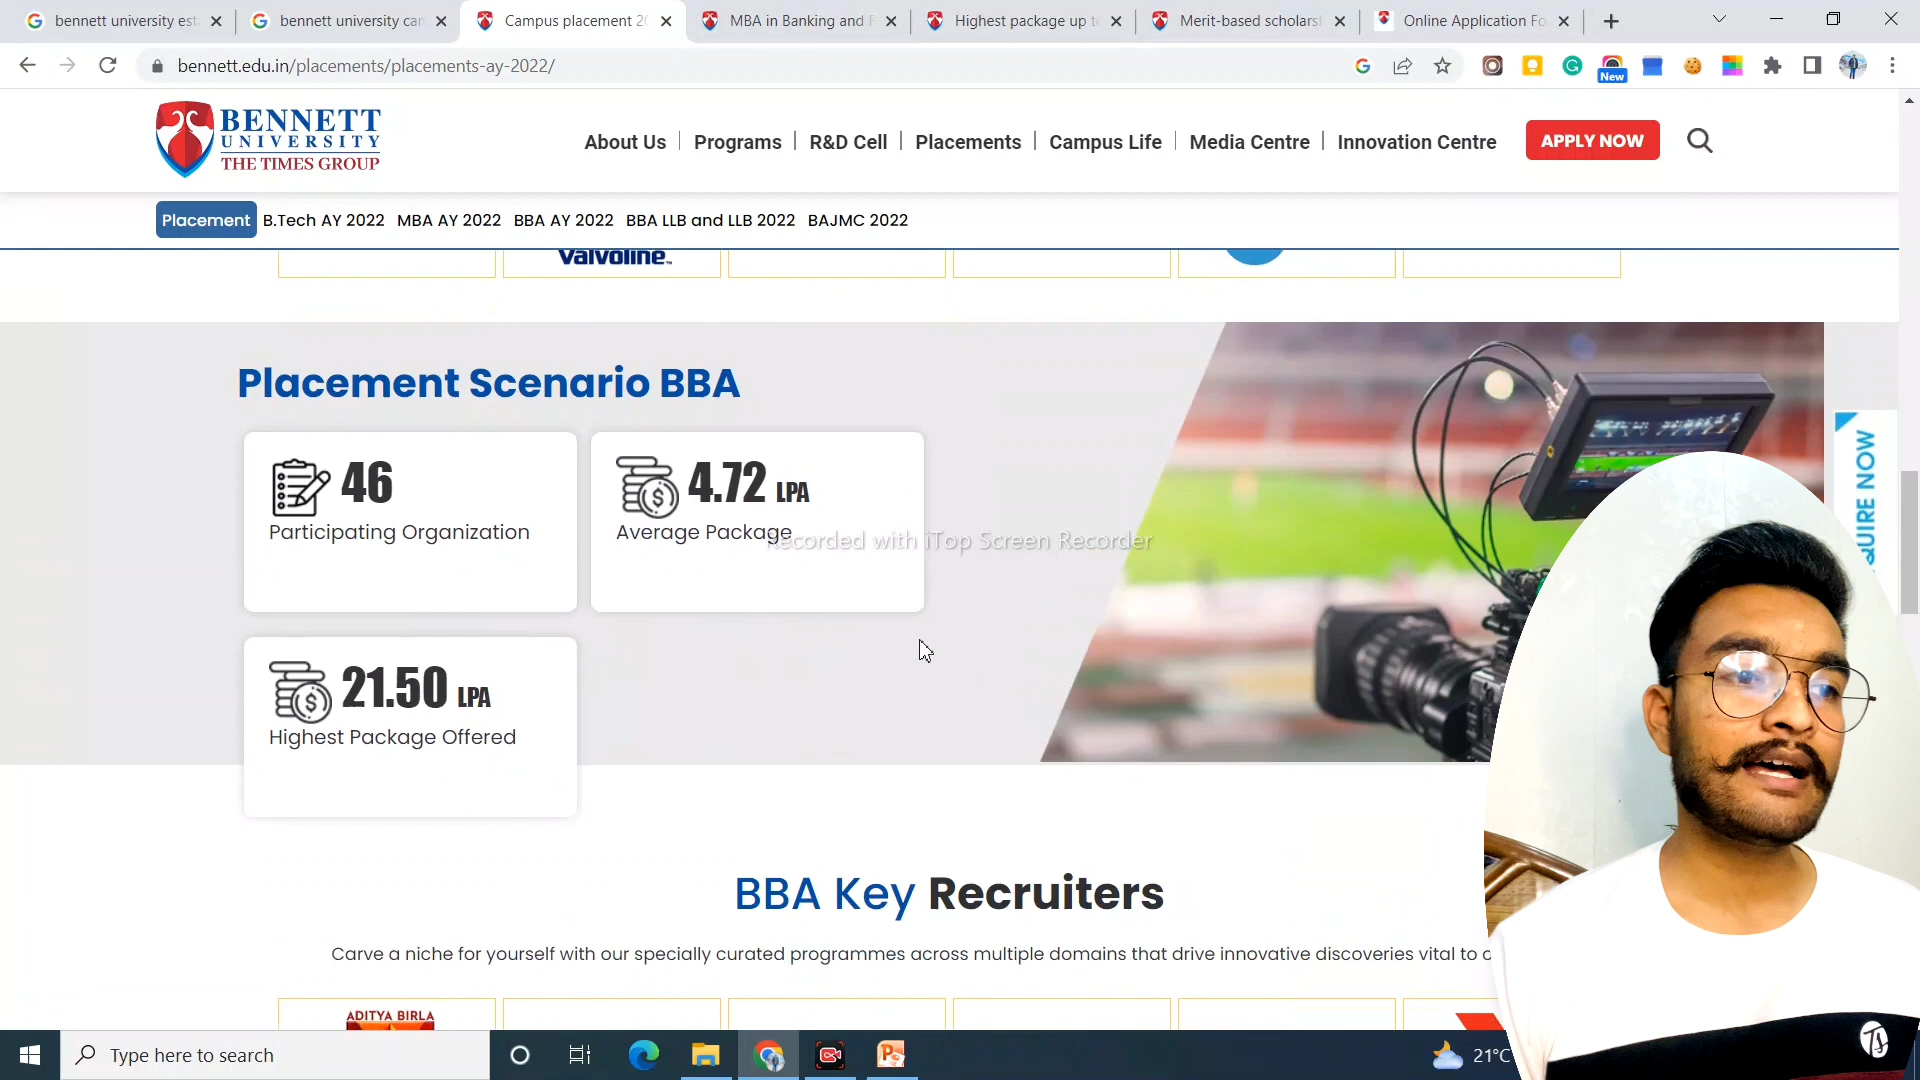 bennett university est
bennett university can
Campus placement 20
MBA in Banking and F
Highest package up t
Merit-based scholars
Online Application Fo
bennett.edu.in/placements/placements-ay-2022/
New
BENNETT
UNIVERSITY
THE TIMES GROUP
About Us
Programs
R&D Cell
Placements
Campus Life
Media Centre
Innovation Centre
APPLY NOW
Placement
B.Tech AY 2022
MBA AY 2022
BBA AY 2022
BBA LLB and LLB 2022
BAJMC 2022
Valvoline
Placement Scenario BBA
46
Participating Organization
4.72 LPA
Average Package
Recorded with iTop Screen Recorder
21.50 LPA
Highest Package Offered
QUIRE NOW
BBA Key Recruiters
Carve a niche for yourself with our specially curated programmes across multiple domains that drive innovative discoveries vital to
ADITYA BIRLA
Type here to search
21°C